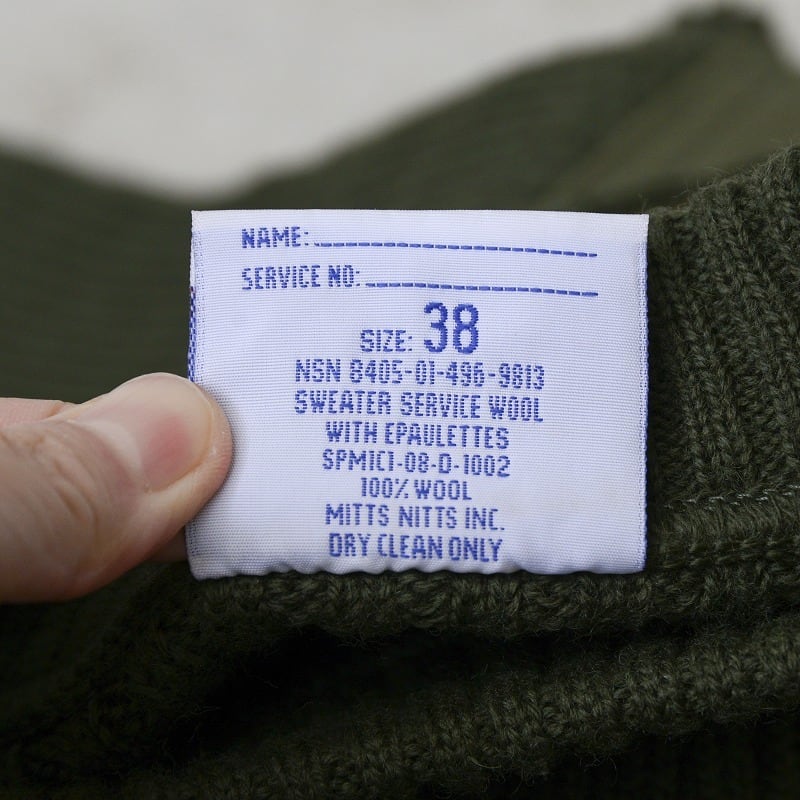 NAME:
SERVICE NO:
SIZE: 38
NSN 8405-01-496-9813
SWEATER SERVICE WOOL
WITH EPAULETTES
SPM1C1-08-D-1002
100% WOOL
MITTS NITTS INC.
DRY CLEAN ONLY